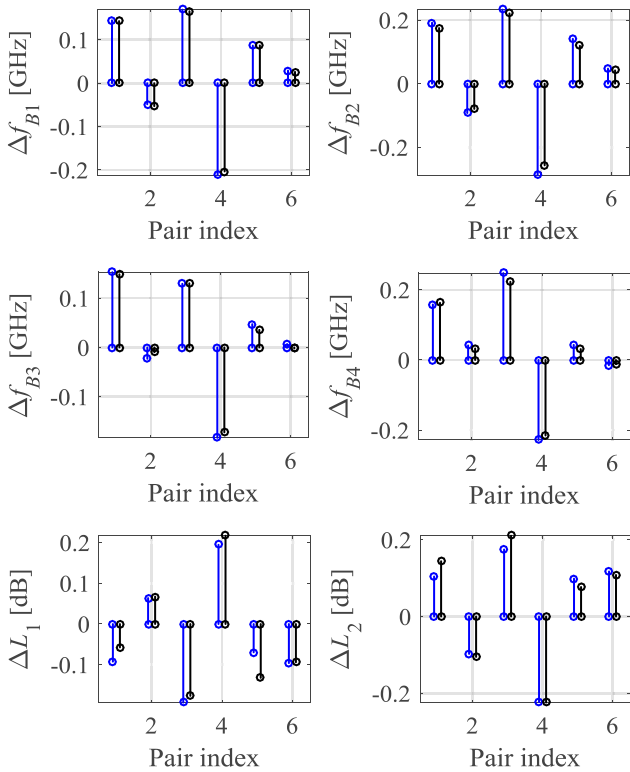 Δf_B1 [GHz]
0.1
0
-0.1
-0.2
2 4 6
Pair index
Δf_B2 [GHz]
0.2
0
-0.2
2 4 6
Pair index
Δf_B3 [GHz]
0.1
0
-0.1
2 4 6
Pair index
Δf_B4 [GHz]
0.2
0
-0.2
2 4 6
Pair index
ΔL_1 [dB]
0.2
0.1
0
-0.1
2 4 6
Pair index
ΔL_2 [dB]
0.2
0
-0.2
2 4 6
Pair index